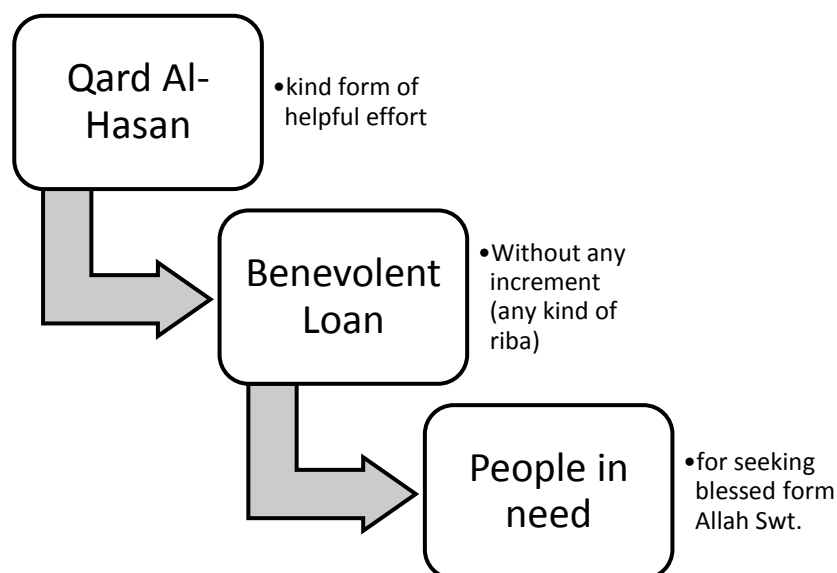 Qard Al-
Hasan
•kind form of
helpful effort
Benevolent
Loan
•Without any
increment
(any kind of
riba)
People in
need
•for seeking
blessed form
Allah Swt.